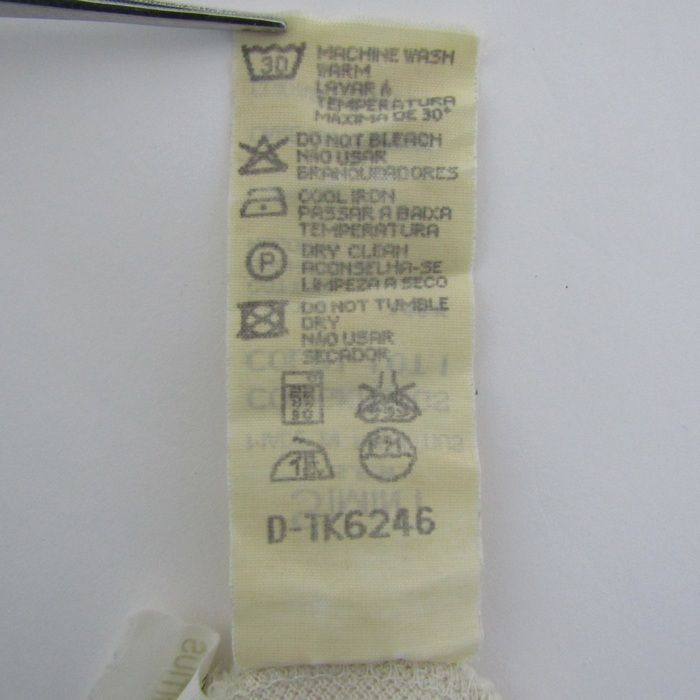 30
MACHINE WASH
WARM
LAVAR À
TEMPERATURA
MÁXIMA DE 30°
DO NOT BLEACH
NÃO USAR
BRANQUEADORES
COOL IRON
PASSAR A BAIXA
TEMPERATURA
P
DRY CLEAN
ACONSELHA-SE
LIMPEZA A SECO
DO NOT TUMBLE
DRY
NÃO USAR
SECADOR
D-TK6246